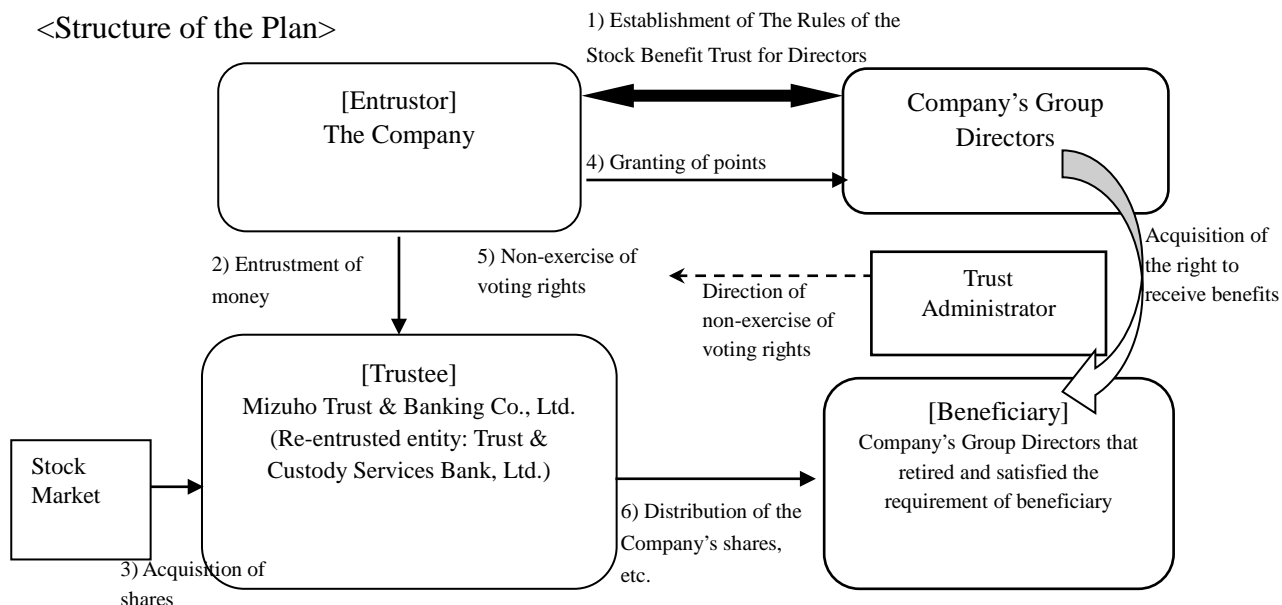 <Structure of the Plan>
1) Establishment of The Rules of the
Stock Benefit Trust for Directors
[Entrustor]
The Company
Company’s Group
Directors
4) Granting of points
2) Entrustment of
money
5) Non-exercise of
voting rights
Direction of
non-exercise of
voting rights
Trust
Administrator
Acquisition of
the right to
receive benefits
[Trustee]
Mizuho Trust & Banking Co., Ltd.
(Re-entrusted entity: Trust &
Custody Services Bank, Ltd.)
Stock
Market
3) Acquisition of
shares
6) Distribution of the
Company’s shares,
etc.
[Beneficiary]
Company’s Group Directors that
retired and satisfied the
requirement of beneficiary